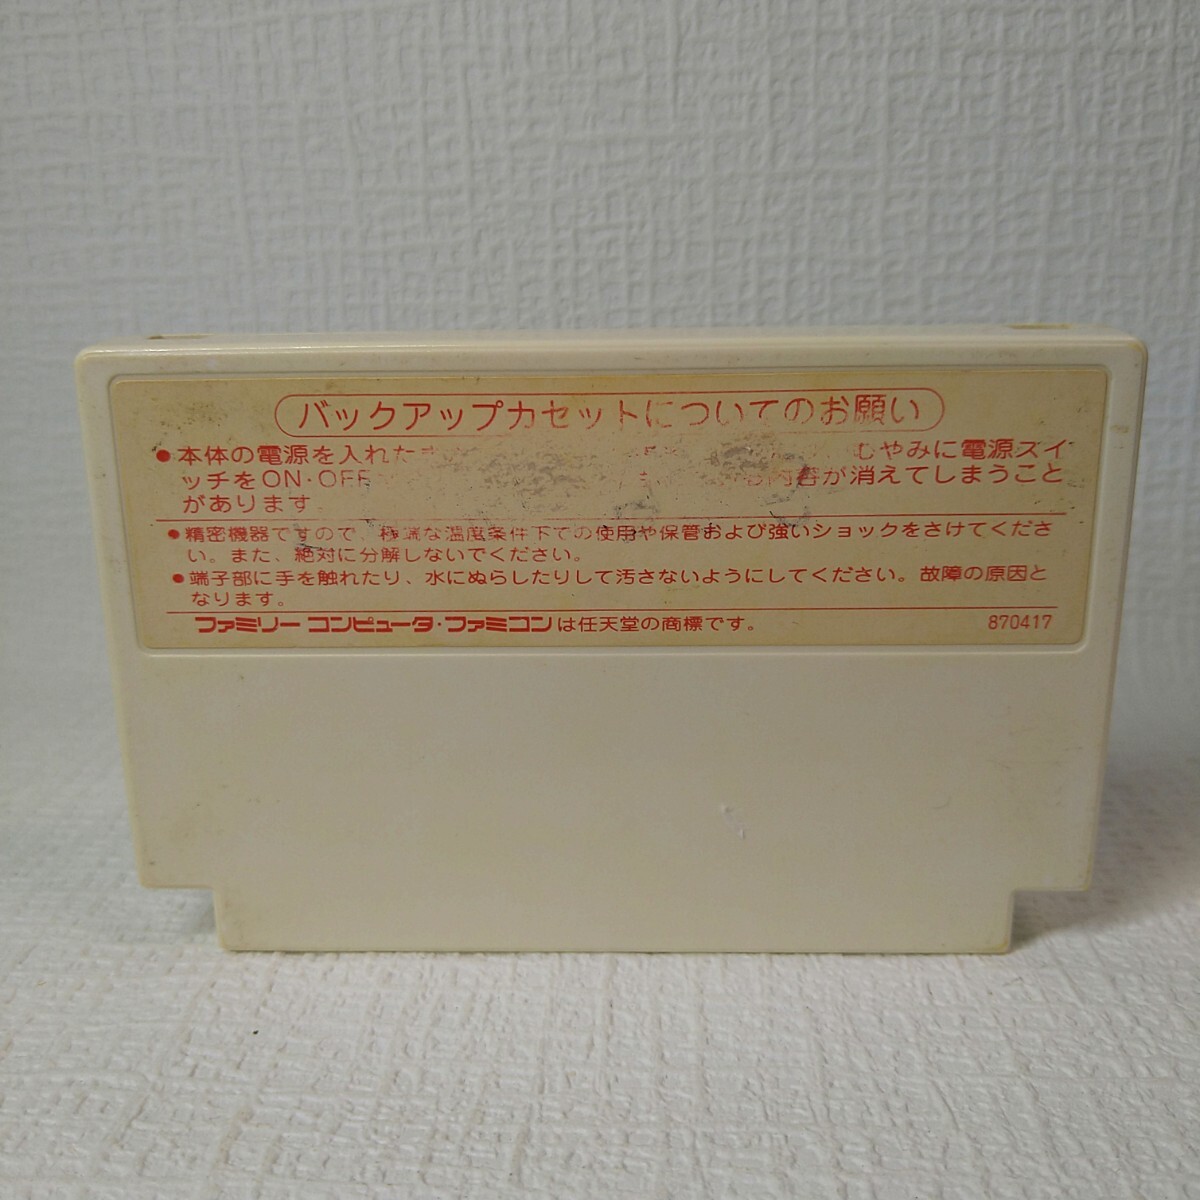 バックアップカセットについてのお願い
●本体の電源を入れた むやみに電源スイ
ッチをON・OFF 内容が消えてしまうこと
があります
●精密機器ですので、極端な温度条件下での使用や保管および強いショックをさけてくださ
い。また、絶対に分解しないでください。
●端子部に手を触れたり、水にぬらしたりして汚さないようにしてください。故障の原因と
なります。
ファミリー コンピュータ・ファミコンは任天堂の商標です。 870417